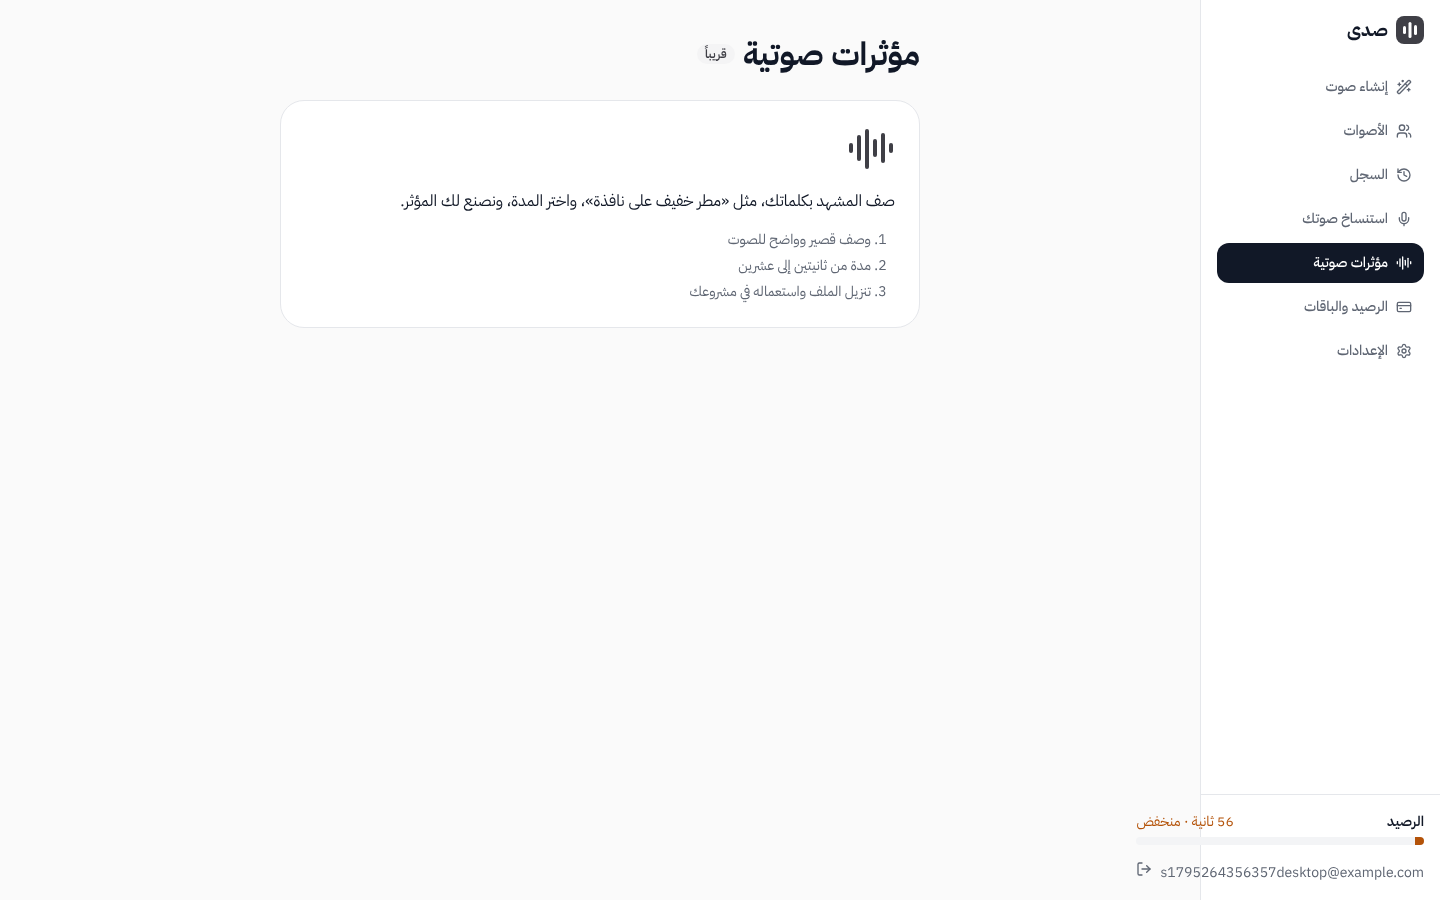 صدى
إنشاء صوت
الأصوات
السجل
استنساخ صوتك
مؤثرات صوتية
الرصيد والباقات
الإعدادات
الرصيد
56 ثانية · منخفض
s1795264356357desktop@example.com
مؤثرات صوتية
قريباً
صف المشهد بكلماتك، مثل «مطر خفيف على نافذة»، واختر المدة، ونصنع لك المؤثر.
1. وصف قصير وواضح للصوت
2. مدة من ثانيتين إلى عشرين
3. تنزيل الملف واستعماله في مشروعك